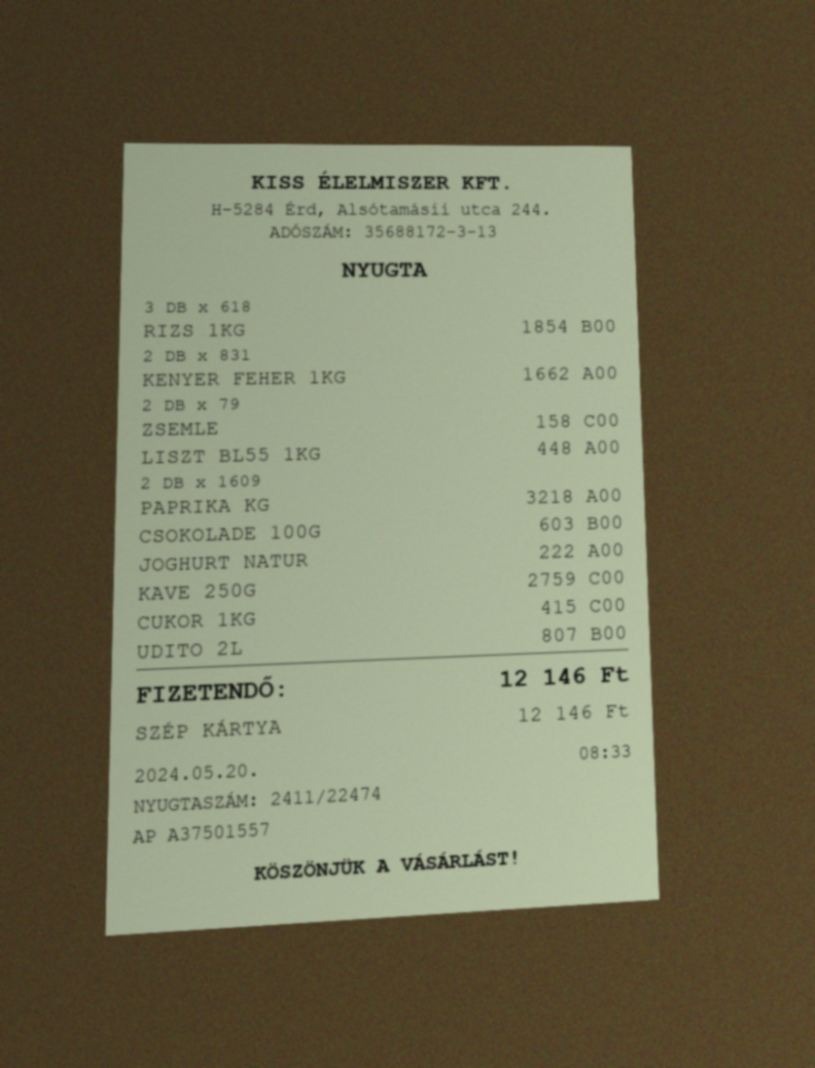 KISS ÉLELMISZER KFT.
H-5284 Érd, Alsótamásii utca 244.
ADÓSZÁM: 35688172-3-13
NYUGTA
3 DB x 618
RIZS 1KG 1854 B00
2 DB x 831
KENYER FEHER 1KG 1662 A00
2 DB x 79
ZSEMLE 158 C00
LISZT BL55 1KG 448 A00
2 DB x 1609
PAPRIKA KG 3218 A00
CSOKOLADE 100G 603 B00
JOGHURT NATUR 222 A00
KAVE 250G 2759 C00
CUKOR 1KG 415 C00
UDITO 2L 807 B00
FIZETENDŐ: 12 146 Ft
SZÉP KÁRTYA 12 146 Ft
2024.05.20. 08:33
NYUGTASZÁM: 2411/22474
AP A37501557
KÖSZÖNJÜK A VÁSÁRLÁST!